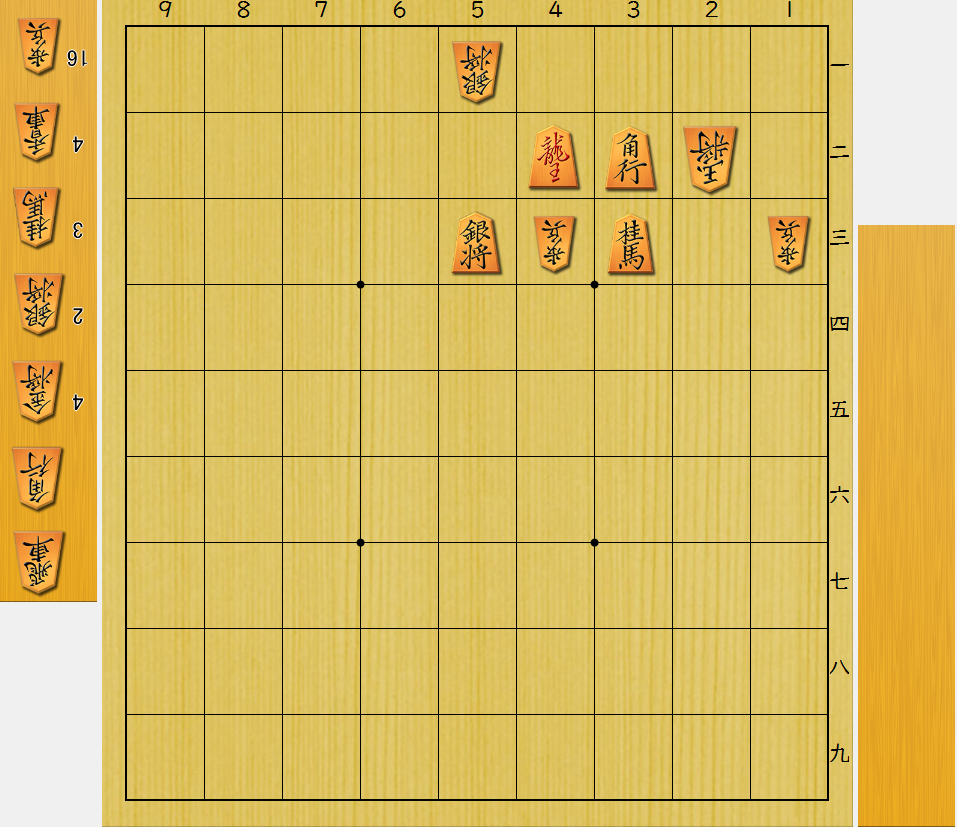 9 8 7 6 5 4 3 2 1
歩兵 16
香車 4
桂馬 3
銀将 2
金将 4
角行
飛車
銀将 一
龍王 角行 玉将 二
銀将 歩兵 桂馬 歩兵 三
四
五
六
七
八
九